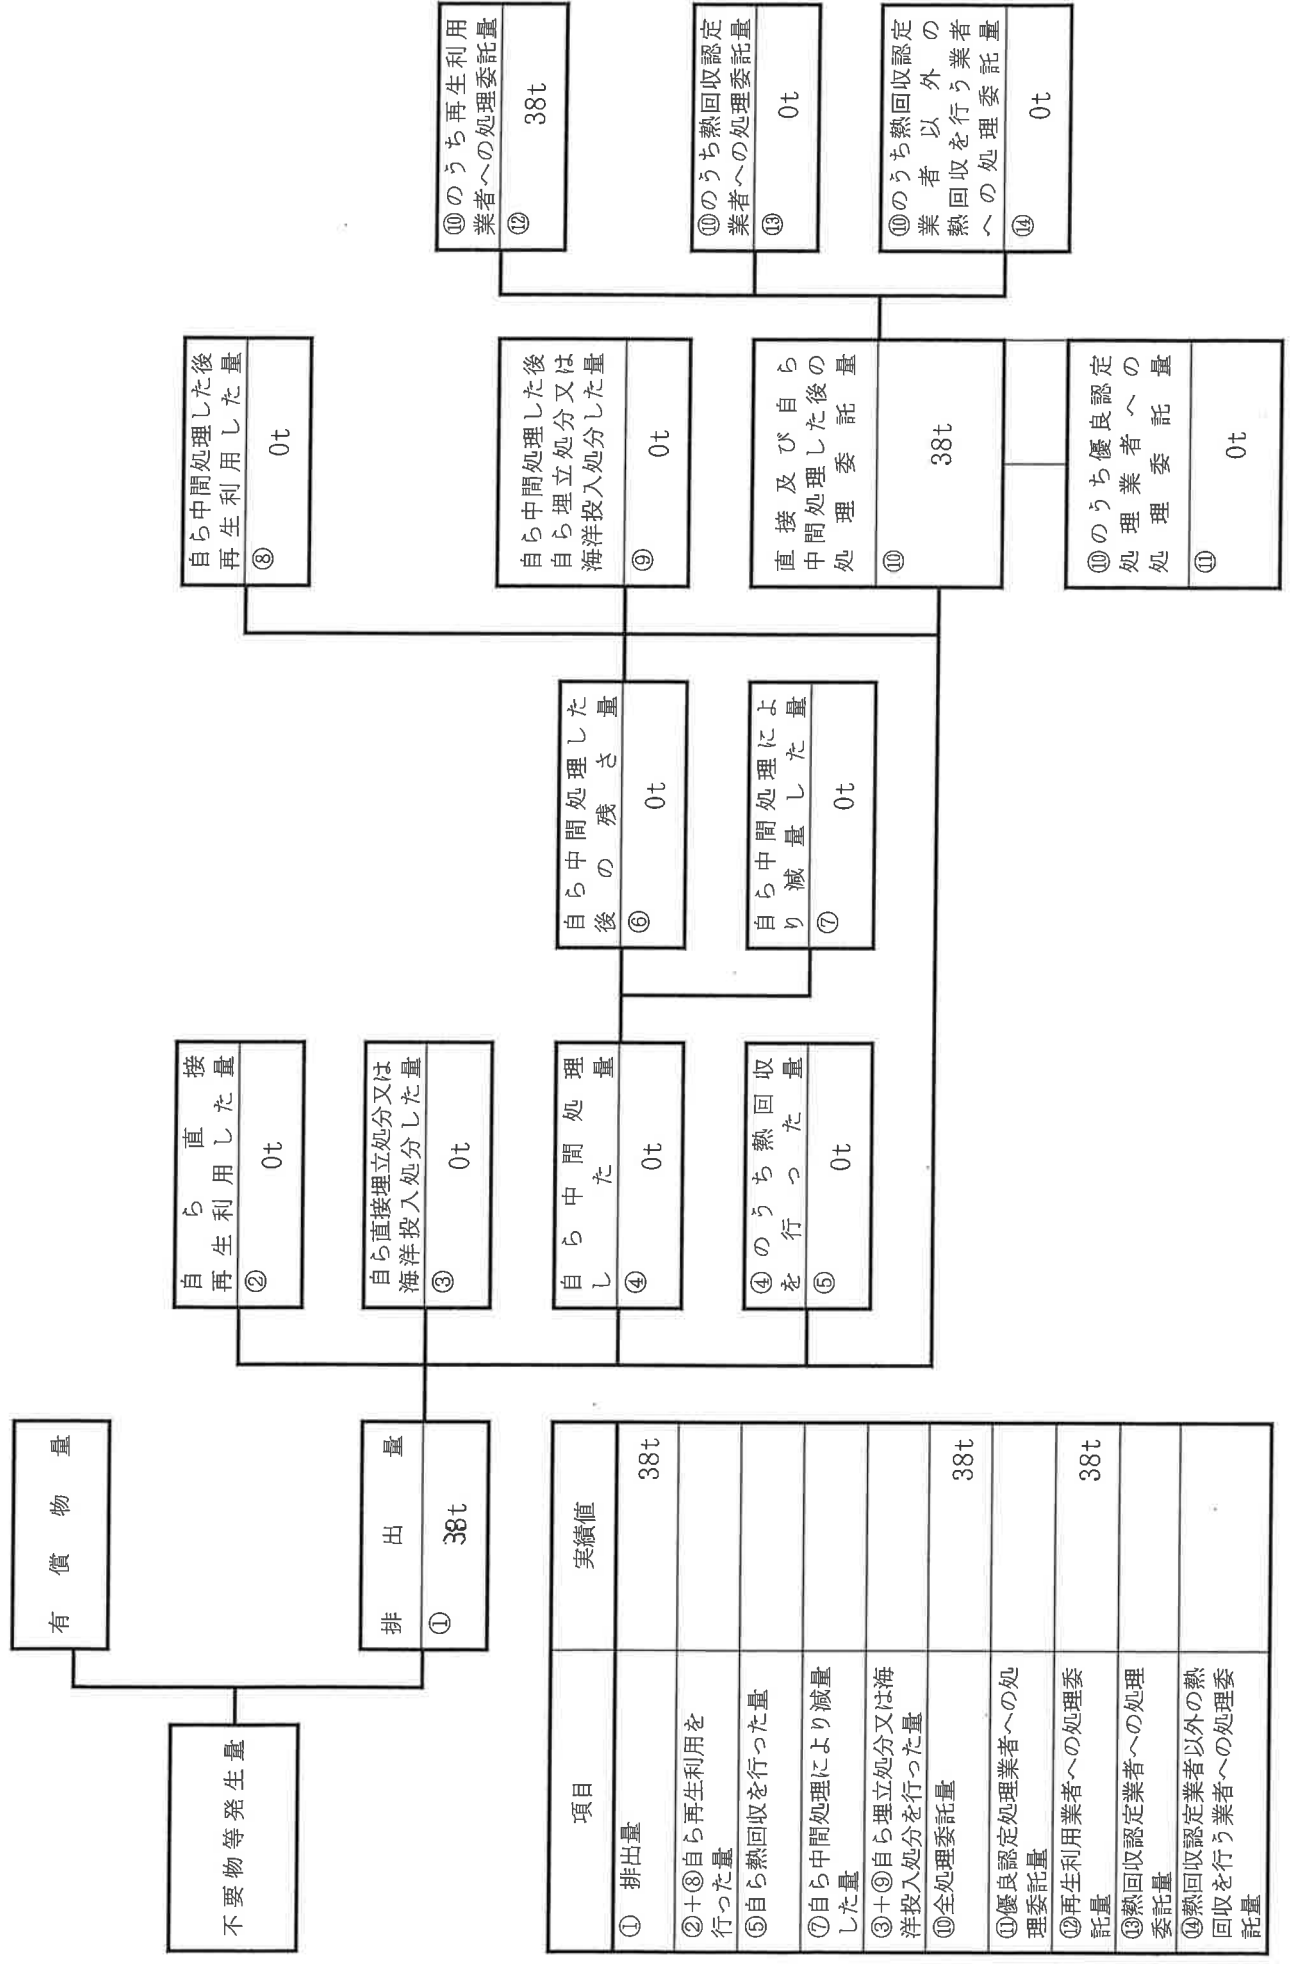 不要物等発生量
有償物量
排出量
① 38t
自ら直接
再生利用した量
② 0t
自ら直接埋立処分又は
海洋投入処分した量
③ 0t
自ら中間処理
した量
④ 0t
④のうち熱回収
を行った量
⑤ 0t
自ら中間処理した
後の残さ量
⑥ 0t
自ら中間処理によ
り減量した量
⑦ 0t
自ら中間処理した後
再生利用した量
⑧ 0t
自ら中間処理した後
自ら埋立処分又は
海洋投入処分した量
⑨ 0t
直接及び自ら
中間処理した後の
処理委託量
⑩ 38t
⑩のうち優良認定
処理業者への
処理委託量
⑪ 0t
⑩のうち再生利用
業者への処理委託量
⑫ 38t
⑩のうち熱回収認定
業者への処理委託量
⑬ 0t
⑩のうち熱回収認定
業者以外の
熱回収を行う業者
への処理委託量
⑭ 0t
項目 実績値
① 排出量 38t
②+⑧自ら再生利用を
行った量
⑤自ら熱回収を行った量
⑦自ら中間処理により減量
した量
③+⑨自ら埋立処分又は海
洋投入処分を行った量
⑩全処理委託量 38t
⑪優良認定処理業者への処
理委託量
⑫再生利用業者への処理委
託量 38t
⑬熱回収認定業者への処理
委託量
⑭熱回収認定業者以外の熱
回収を行う業者への処理委
託量